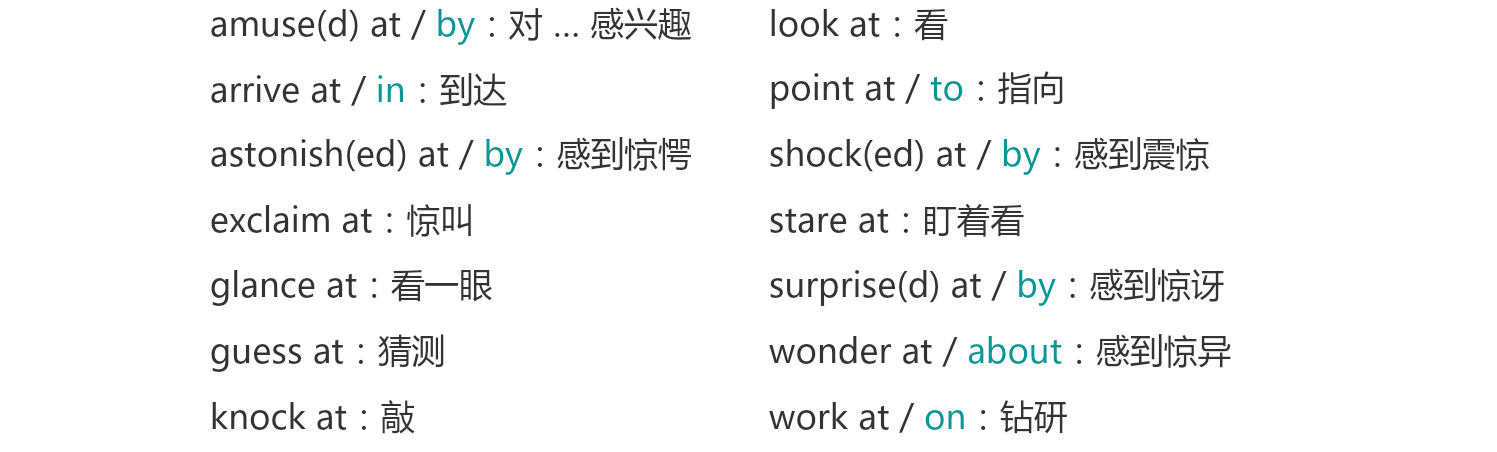 amuse(d) at / by：对 ... 感兴趣
arrive at / in：到达
astonish(ed) at / by：感到惊愕
exclaim at：惊叫
glance at：看一眼
guess at：猜测
knock at：敲
look at：看
point at / to：指向
shock(ed) at / by：感到震惊
stare at：盯着看
surprise(d) at / by：感到惊讶
wonder at / about：感到惊异
work at / on：钻研